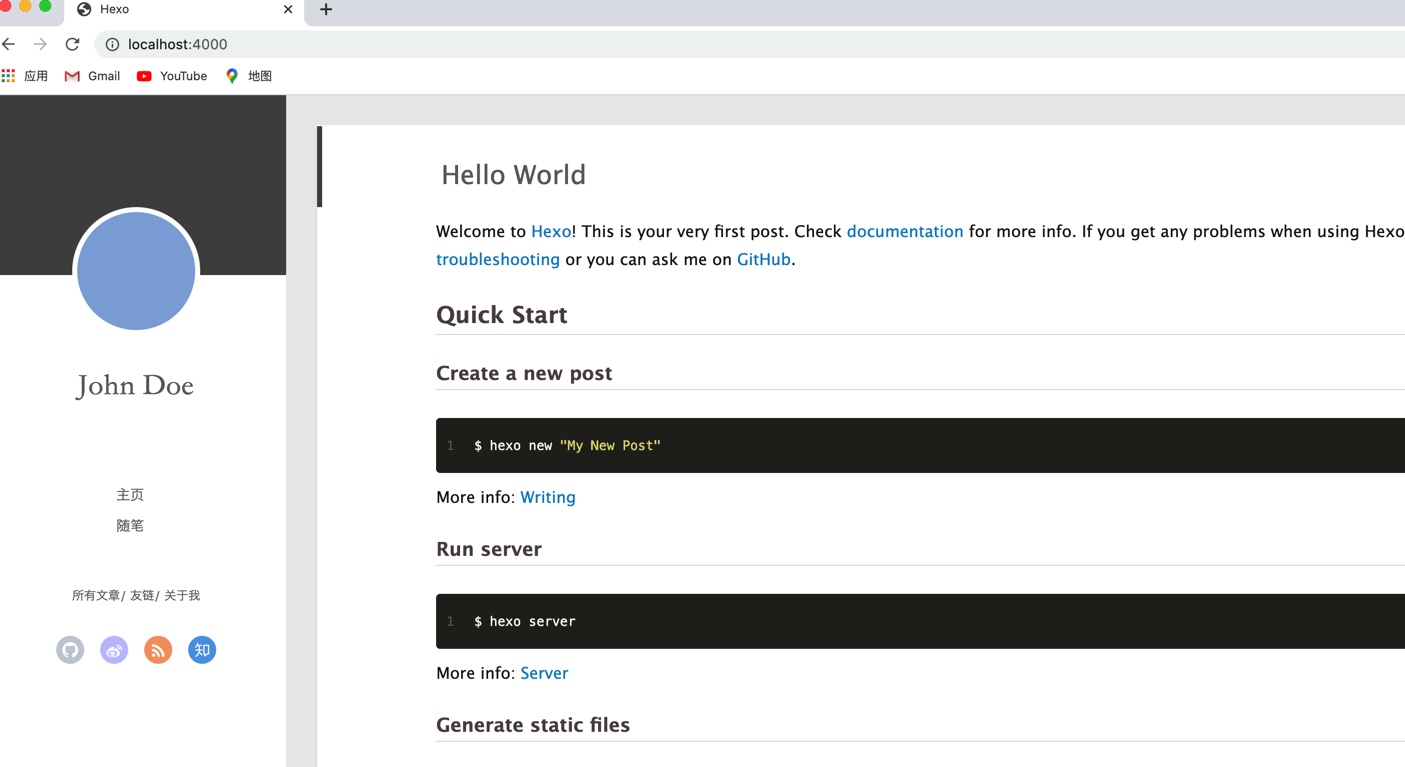 Hexo
localhost:4000
应用 Gmail YouTube 地图
John Doe
主页
随笔
所有文章/ 友链/ 关于我
知
Hello World
Welcome to Hexo! This is your very first post. Check documentation for more info. If you get any problems when using Hexo
troubleshooting or you can ask me on GitHub.
Quick Start
Create a new post
1 $ hexo new "My New Post"
More info: Writing
Run server
1 $ hexo server
More info: Server
Generate static files